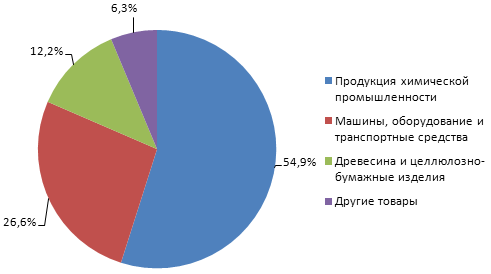 6,3%
12,2%
54,9%
26,6%
Продукция химической
промышленности
Машины, оборудование и
транспортные средства
Древесина и целлюлозно-
бумажные изделия
Другие товары